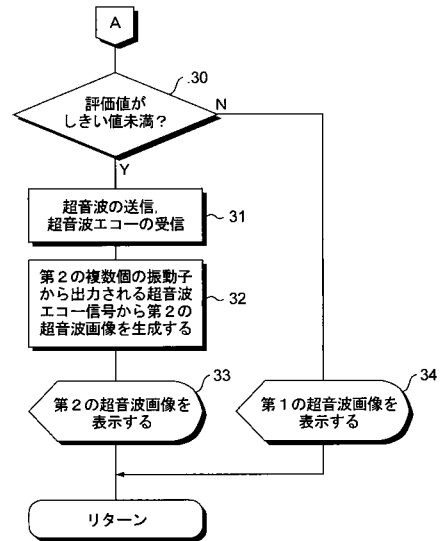 A
.30
評価値が
しきい値未満?
N
Y
超音波の送信,
超音波エコーの受信
31
第2の複数個の振動子
から出力される超音波
エコー信号から第2の
超音波画像を生成する
32
33
第2の超音波画像を
表示する
34
第1の超音波画像を
表示する
リターン